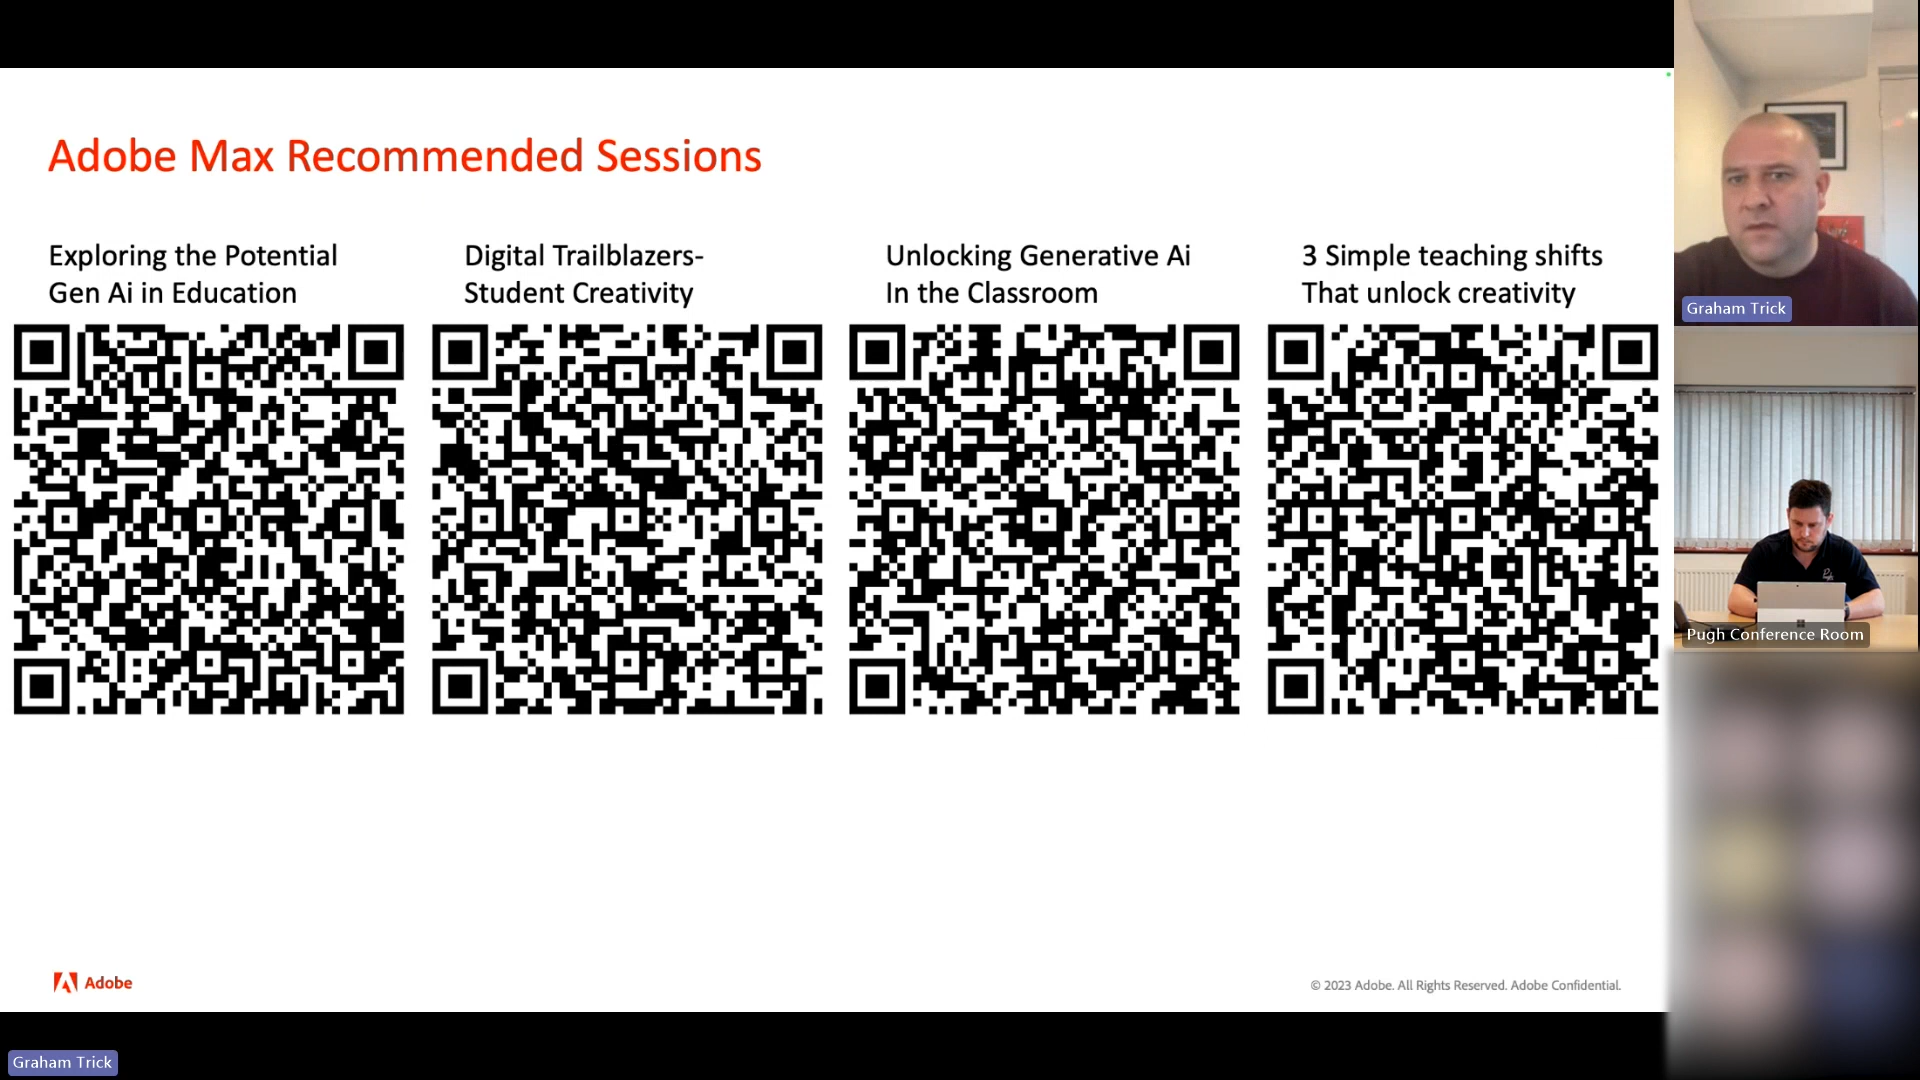 Adobe Max Recommended Sessions
Exploring the Potential
Gen Ai in Education
Digital Trailblazers-
Student Creativity
Unlocking Generative Ai
In the Classroom
3 Simple teaching shifts
That unlock creativity
Adobe
© 2023 Adobe. All Rights Reserved. Adobe Confidential.
Graham Trick
Pugh Conference Room
Graham Trick